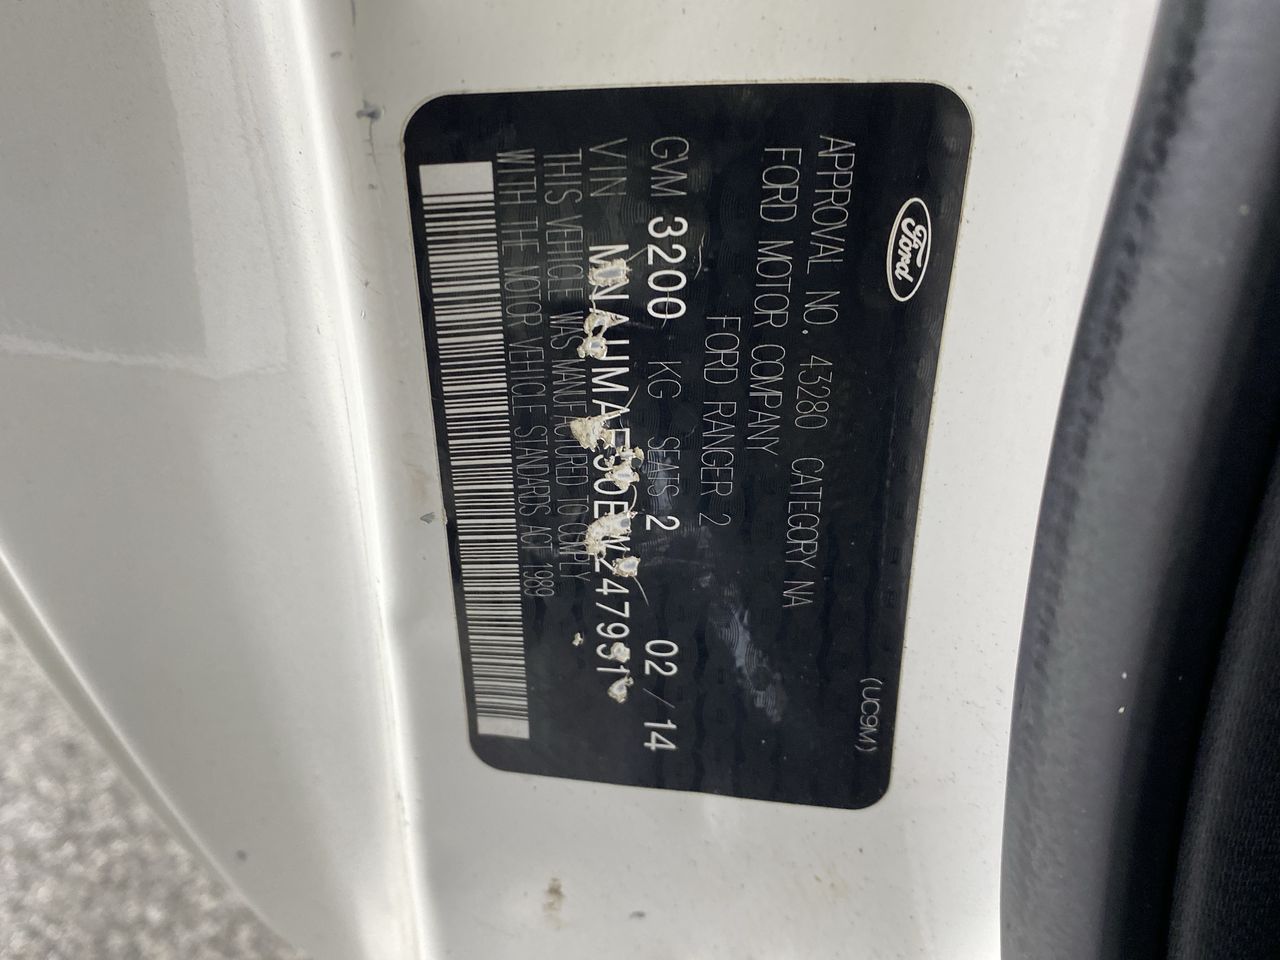 Ford
(UC9M)
APPROVAL NO. 43280 CATEGORY NA
FORD MOTOR COMPANY
FORD RANGER 2
GVM 3200 KG SEATS 2 02/14
VIN
THIS VEHICLE WAS MANUFACTURED TO COMPLY
WITH THE MOTOR VEHICLE STANDARDS ACT 1989